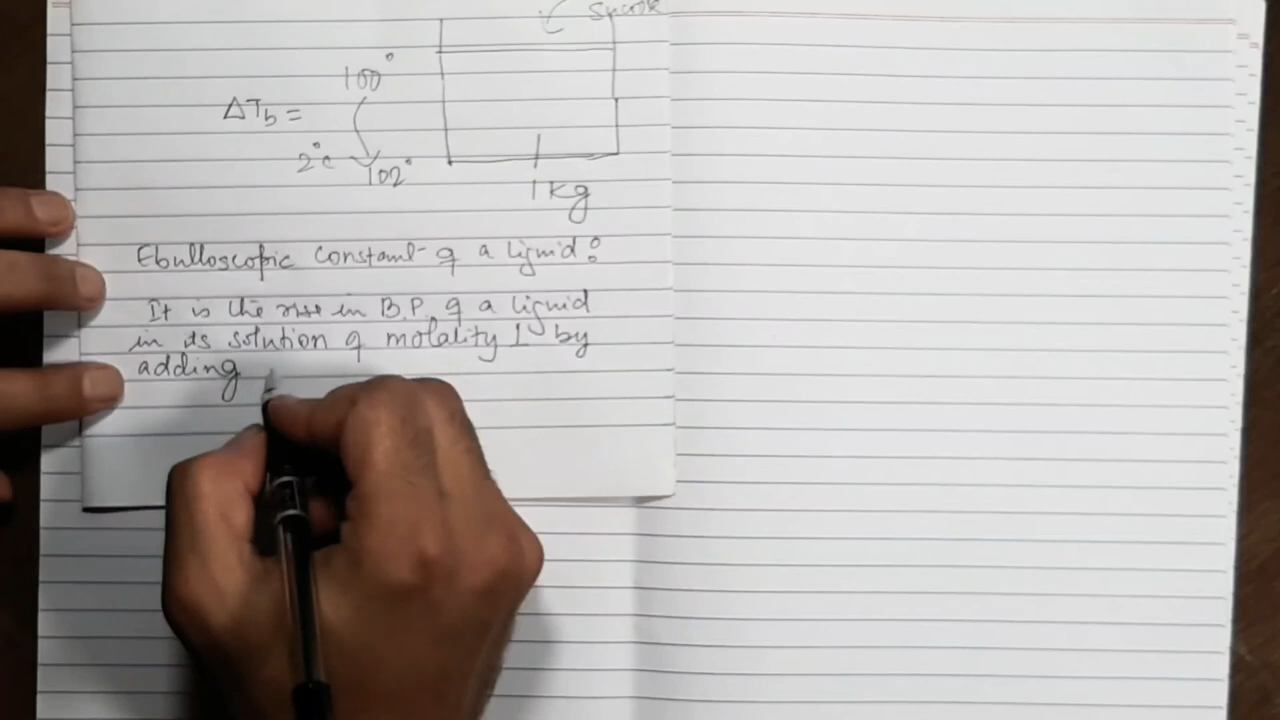 100°
ΔTb =
2°c
102°
1 Kg
Ebulloscopic Constant of a liquid:
It is the rise in B.P. of a liquid
in its solution of molality 1 by
adding